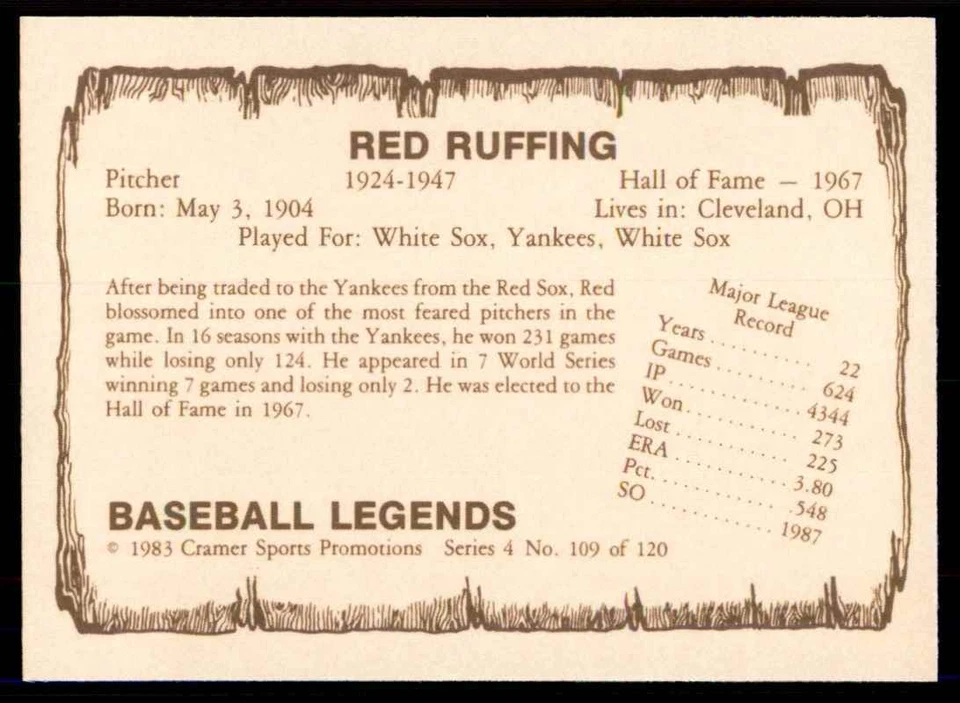 RED RUFFING
Pitcher 1924-1947 Hall of Fame — 1967
Born: May 3, 1904 Lives in: Cleveland, OH
Played For: White Sox, Yankees, White Sox
After being traded to the Yankees from the Red Sox, Red
blossomed into one of the most feared pitchers in the
game. In 16 seasons with the Yankees, he won 231 games
while losing only 124. He appeared in 7 World Series
winning 7 games and losing only 2. He was elected to the
Hall of Fame in 1967.
Major League
Record
Years .......... 22
Games .......... 624
IP ............ 4344
Won .......... 273
Lost .......... 225
ERA .......... 3.80
Pct. .......... .548
SO ............ 1987
BASEBALL LEGENDS
© 1983 Cramer Sports Promotions Series 4 No. 109 of 120